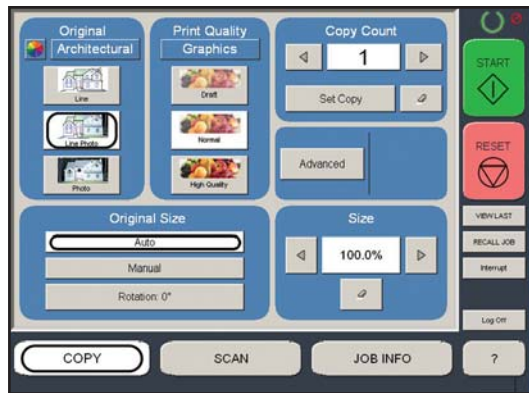 Original
Architectural
Line
Line Photo
Photo
Print Quality
Graphics
Draft
Normal
High Quality
Copy Count
1
Set Copy
Advanced
Original Size
Auto
Manual
Rotation: 0°
Size
100.0%
START
RESET
VIEW LAST
RECALL JOB
Interrupt
Log Off
COPY
SCAN
JOB INFO
?